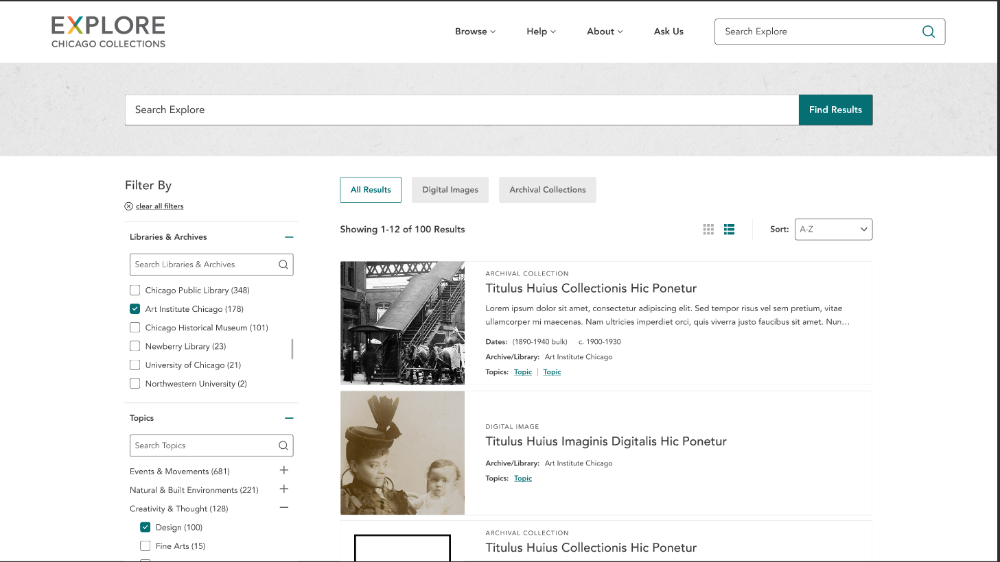 EXPLORE
CHICAGO COLLECTIONS
Browse
Help
About
Ask Us
Search Explore
Search Explore
Find Results
Filter By
clear all filters
Libraries & Archives
Search Libraries & Archives
Chicago Public Library (348)
Art Institute Chicago (178)
Chicago Historical Museum (101)
Newberry Library (23)
University of Chicago (21)
Northwestern University (2)
Topics
Search Topics
Events & Movements (681)
Natural & Built Environments (221)
Creativity & Thought (128)
Design (100)
Fine Arts (15)
All Results
Digital Images
Archival Collections
Showing 1-12 of 100 Results
Sort: A-Z
ARCHIVAL COLLECTION
Titulus Huius Collectionis Hic Ponetur
Lorem ipsum dolor sit amet, consectetur adipiscing elit. Sed tempor risus vel sem pretium, vitae
ullamcorper mi maecenas. Nam ultricies imperdiet orci, quis viverra justo faucibus sit amet. Nun...
Dates: (1890-1940 bulk) c. 1900-1930
Archive/Library: Art Institute Chicago
Topics: Topic | Topic
DIGITAL IMAGE
Titulus Huius Imaginis Digitalis Hic Ponetur
Archive/Library: Art Institute Chicago
Topics: Topic
ARCHIVAL COLLECTION
Titulus Huius Collectionis Hic Ponetur